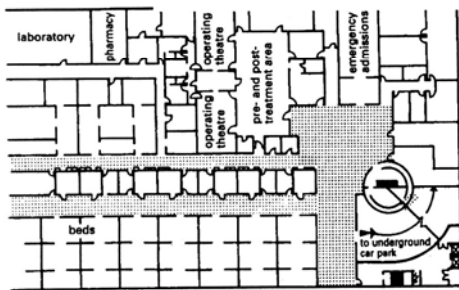 laboratory
pharmacy
operating
theatre
operating
theatre
pre- and post-
treatment area
emergency
admissions
beds
to underground
car park